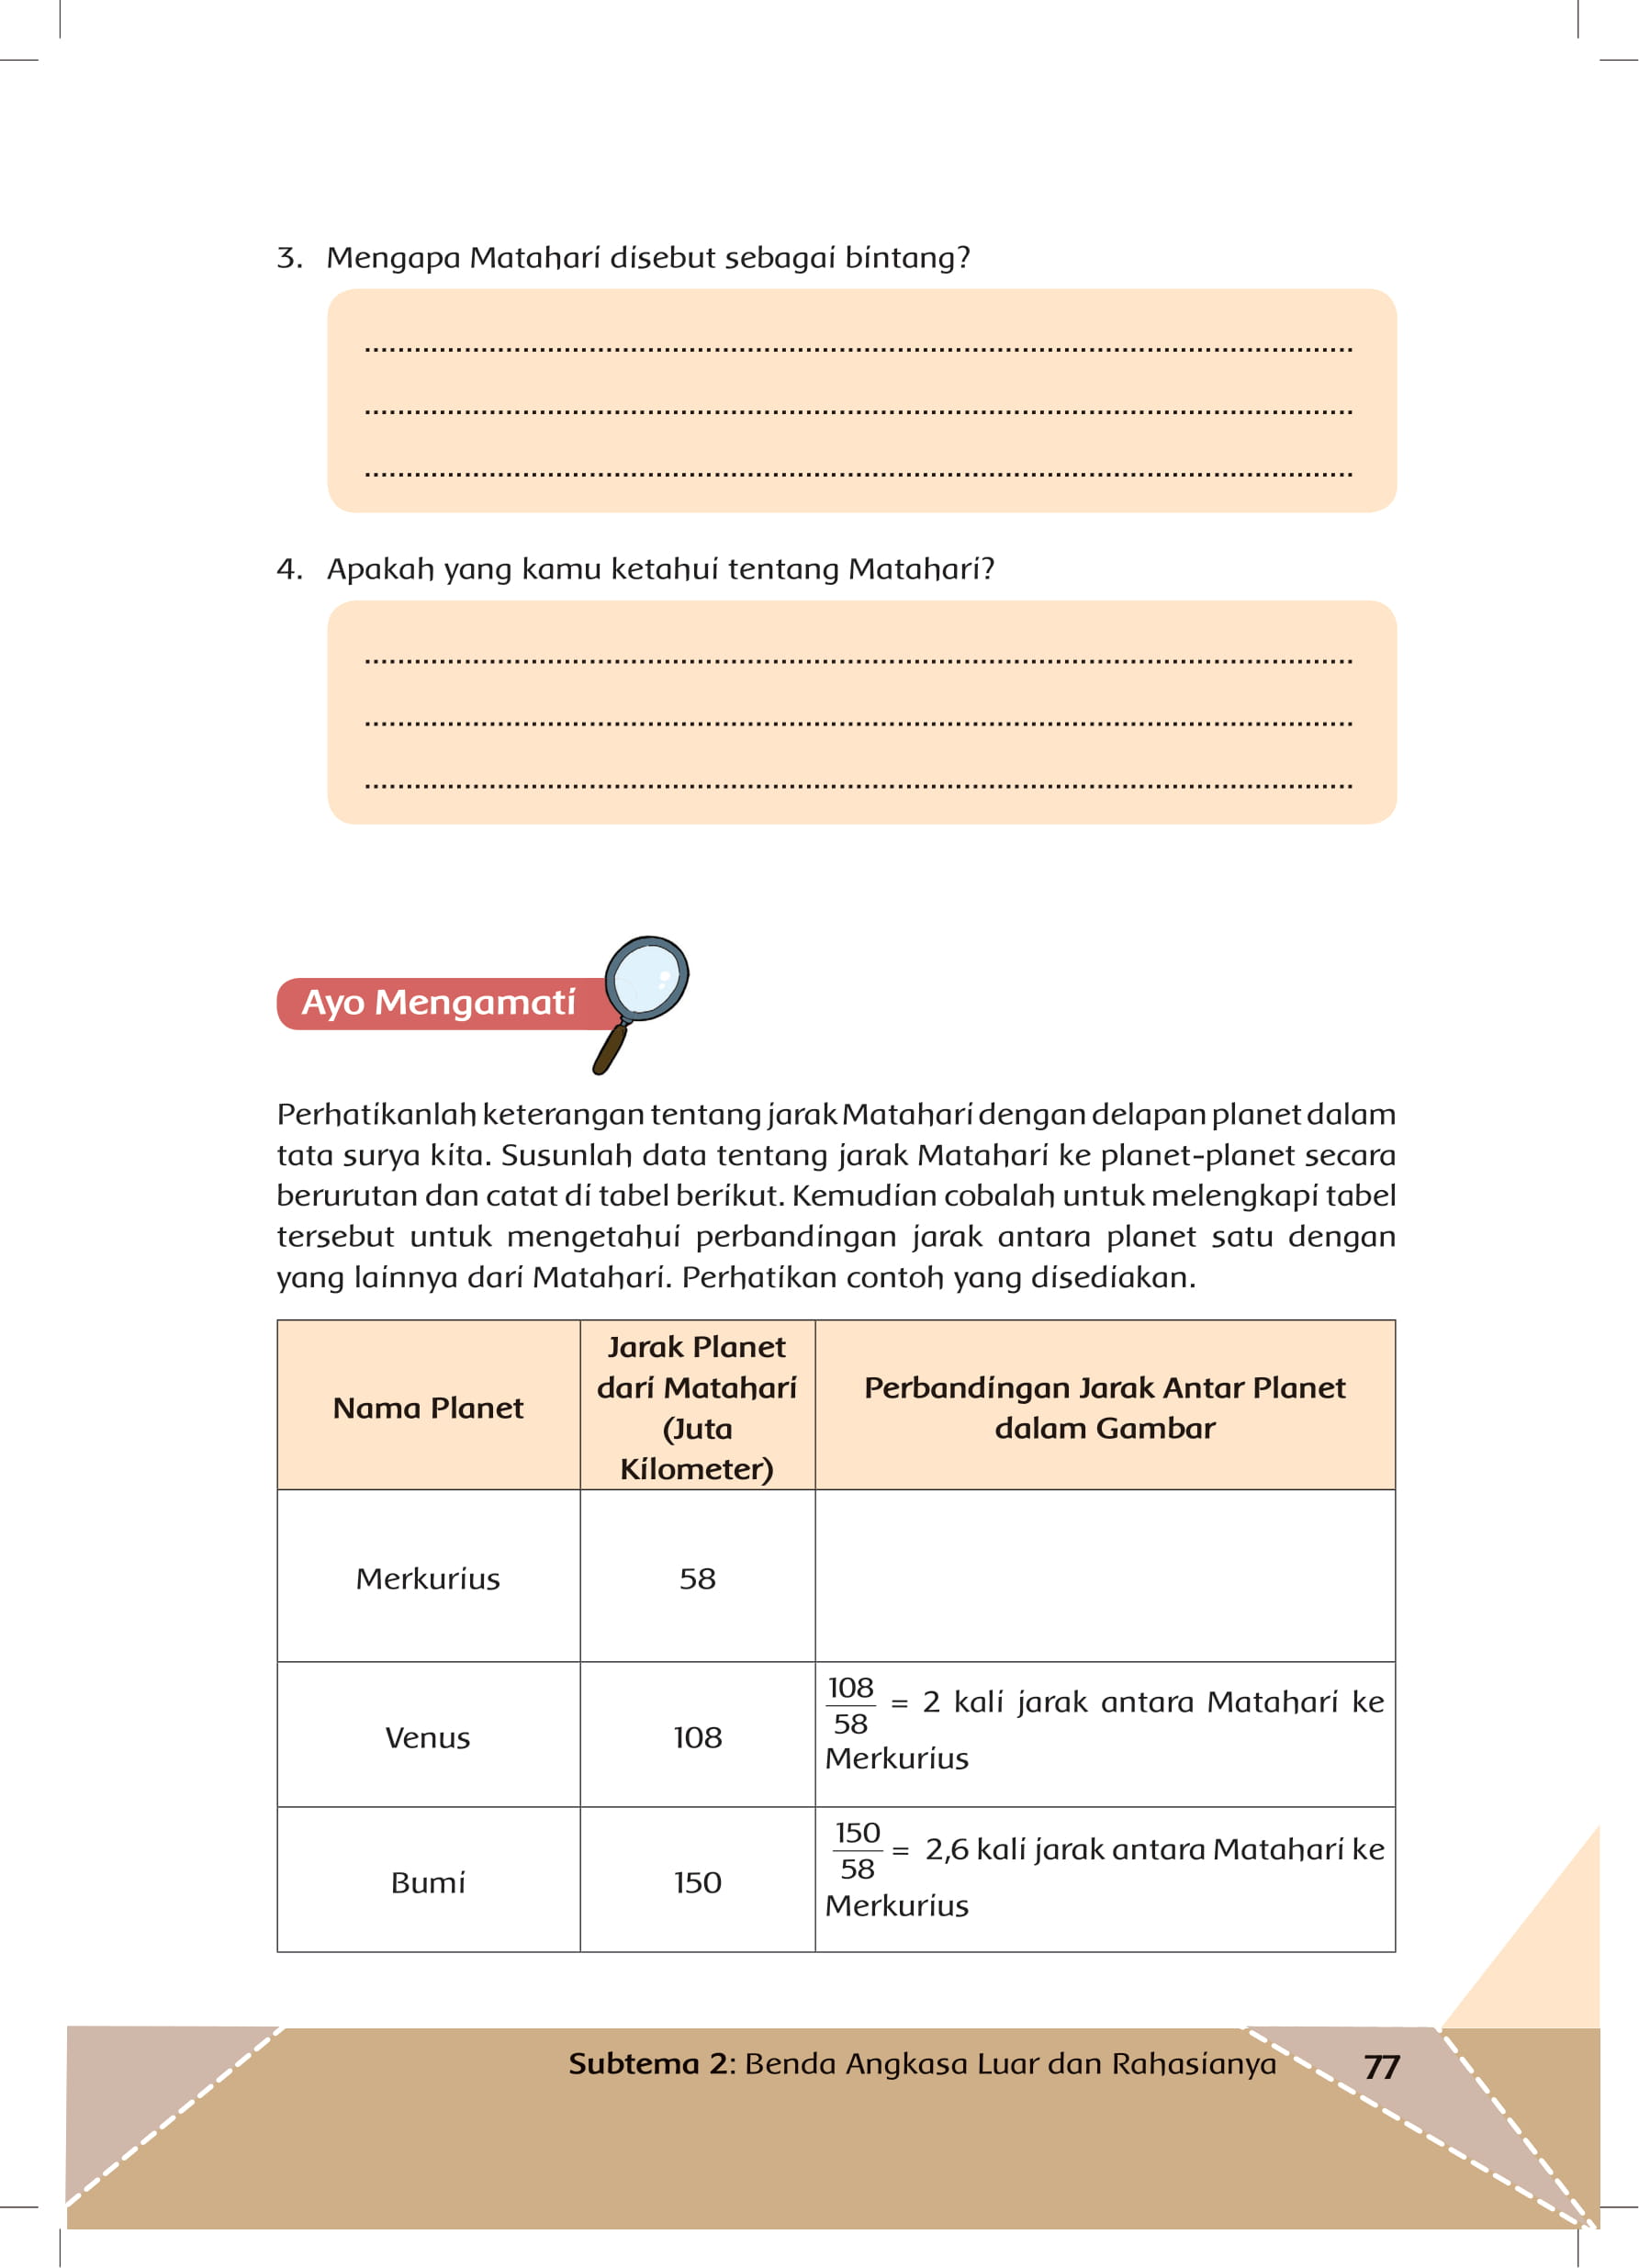 3. Mengapa Matahari disebut sebagai bintang?
4. Apakah yang kamu ketahui tentang Matahari?
Ayo Mengamati
Perhatikanlah keterangan tentang jarak Matahari dengan delapan planet dalam
tata surya kita. Susunlah data tentang jarak Matahari ke planet-planet secara
berurutan dan catat di tabel berikut. Kemudian cobalah untuk melengkapi tabel
tersebut untuk mengetahui perbandingan jarak antara planet satu dengan
yang lainnya dari Matahari. Perhatikan contoh yang disediakan.
Nama Planet
Jarak Planet
dari Matahari
(Juta
Kilometer)
Perbandingan Jarak Antar Planet
dalam Gambar
Merkurius
58
Venus
108
108/58 = 2 kali jarak antara Matahari ke
Merkurius
Bumi
150
150/58 = 2,6 kali jarak antara Matahari ke
Merkurius
Subtema 2: Benda Angkasa Luar dan Rahasianya 77